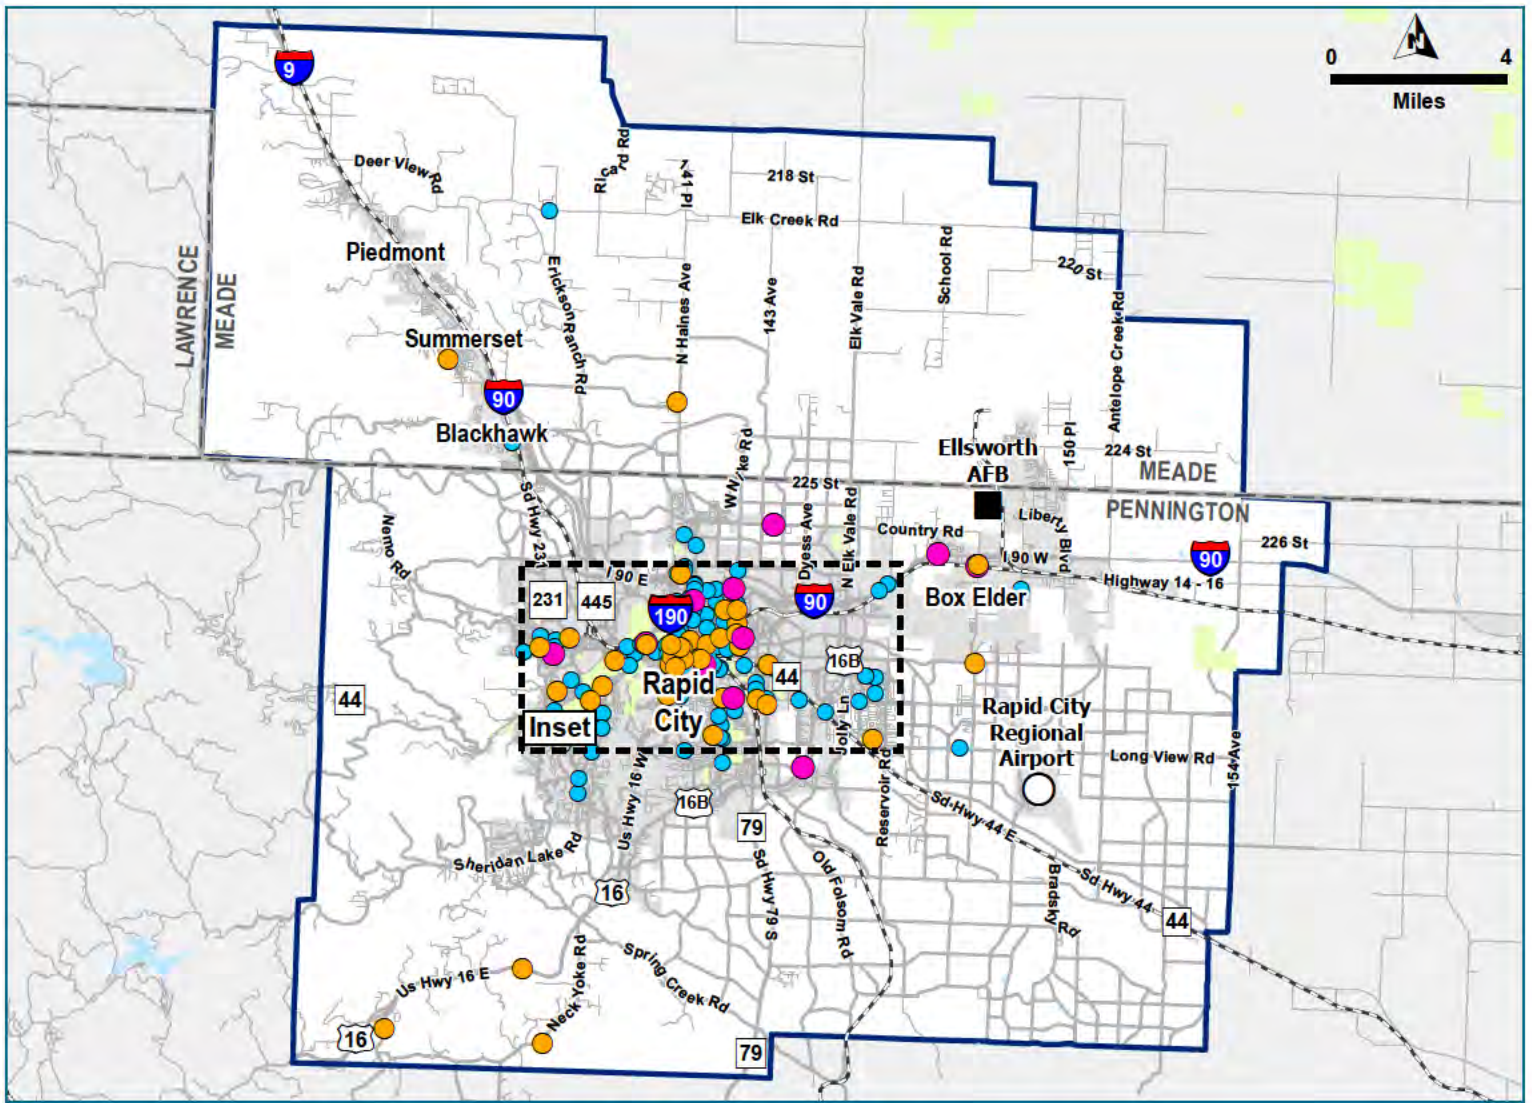 N
0 4
Miles
9
Deer View Rd
Ricard Rd
141 Pl
218 St
Elk Creek Rd
Piedmont
LAWRENCE
MEADE
Erickson Ranch Rd
N Haines Ave
143 Ave
Elk Vale Rd
School Rd
220 St
Antelope Creek Rd
Summerset
90
Blackhawk
Ellsworth
AFB
150 Pl
224 St
MEADE
PENNINGTON
225 St
Sd Hwy 231
Dyess Ave
N Elk Vale Rd
Country Rd
Liberty Blvd
226 St
90
Nemo Rd
I 90 E
I 90 W
Highway 14 - 16
231
445
190
90
Box Elder
16B
44
44
Rapid
City
Inset
Jolly Ln
Rapid City
Regional
Airport
Long View Rd
154 Ave
Us Hwy 16 W
16B
79
Reservoir Rd
Sd Hwy 44 E
Sheridan Lake Rd
16
Sd Hwy 79 S
Old Folsom Rd
Bradsky Rd
Sd Hwy 44
44
Us Hwy 16 E
Neck Yoke Rd
Spring Creek Rd
16
79